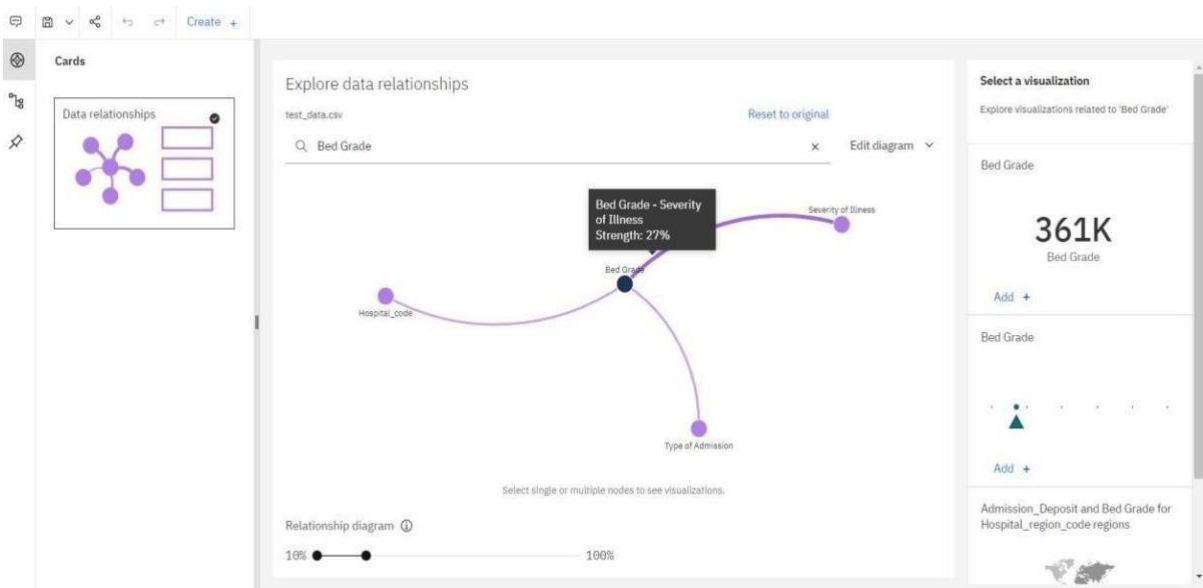 Create +
Cards
Data relationships
Explore data relationships
test_data.csv
Reset to original
Bed Grade
Edit diagram
Bed Grade - Severity
of Illness
Strength: 27%
Severity of Illness
Bed Grade
Hospital_code
Type of Admission
Select single or multiple nodes to see visualizations.
Relationship diagram
10%
100%
Select a visualization
Explore visualizations related to 'Bed Grade'
Bed Grade
361K
Bed Grade
Add +
Bed Grade
Add +
Admission_Deposit and Bed Grade for
Hospital_region_code regions